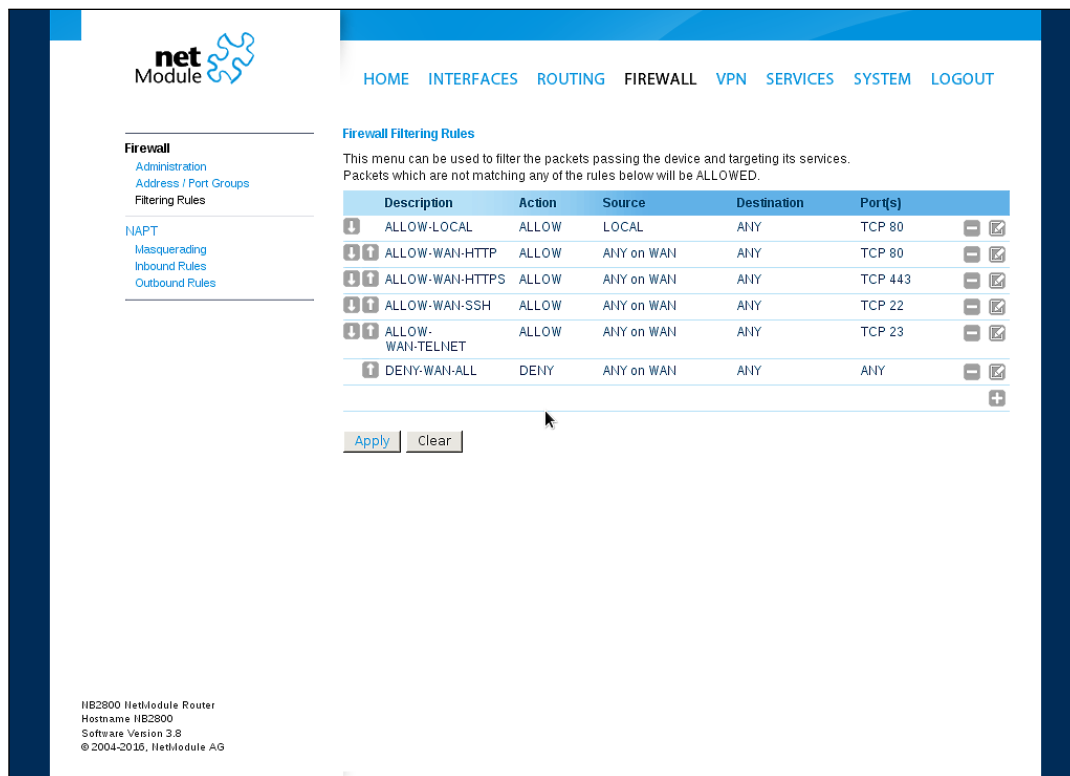 net
Module
HOME INTERFACES ROUTING FIREWALL VPN SERVICES SYSTEM LOGOUT
Firewall
Administration
Address / Port Groups
Filtering Rules
NAPT
Masquerading
Inbound Rules
Outbound Rules
Firewall Filtering Rules
This menu can be used to filter the packets passing the device and targeting its services.
Packets which are not matching any of the rules below will be ALLOWED.
Description Action Source Destination Port(s)
ALLOW-LOCAL ALLOW LOCAL ANY TCP 80
ALLOW-WAN-HTTP ALLOW ANY on WAN ANY TCP 80
ALLOW-WAN-HTTPS ALLOW ANY on WAN ANY TCP 443
ALLOW-WAN-SSH ALLOW ANY on WAN ANY TCP 22
ALLOW- ALLOW ANY on WAN ANY TCP 23
WAN-TELNET
DENY-WAN-ALL DENY ANY on WAN ANY ANY
Apply Clear
NB2800 NetModule Router
Hostname NB2800
Software Version 3.8
© 2004-2016, NetModule AG